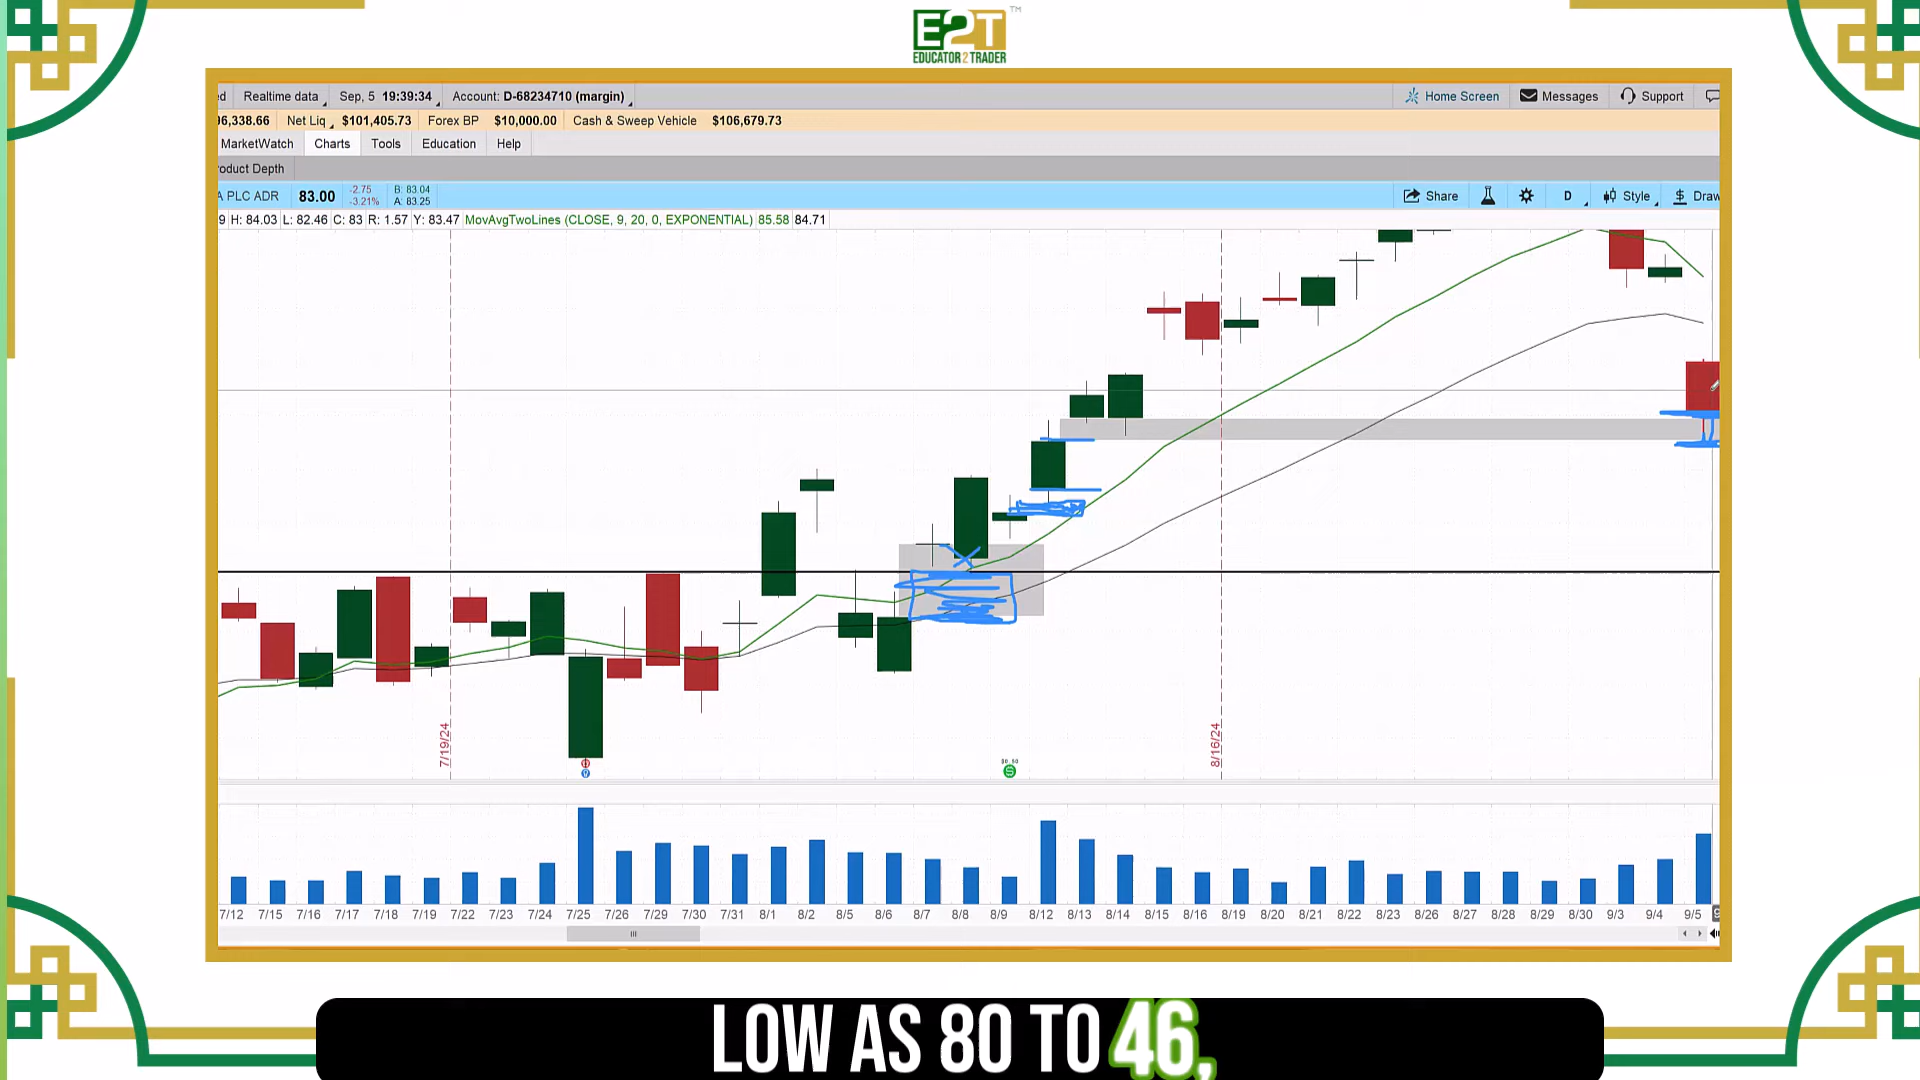 E2T™
EDUCATOR2TRADER
Realtime data Sep, 5 19:39:34 Account: D-68234710 (margin) Home Screen Messages Support
6,338.66 Net Liq $101,405.73 Forex BP $10,000.00 Cash & Sweep Vehicle $106,679.73
MarketWatch Charts Tools Education Help
roduct Depth
A PLC ADR 83.00 -2.75 -3.21% B: 83.04 A: 83.25 Share D Style $ Draw
9 H: 84.03 L: 82.46 C: 83 R: 1.57 Y: 83.47 MovAvgTwoLines (CLOSE, 9, 20, 0, EXPONENTIAL) 85.58 84.71
7/19/24
8/16/24
$0.50
7/12 7/15 7/16 7/17 7/18 7/19 7/22 7/23 7/24 7/25 7/26 7/29 7/30 7/31 8/1 8/2 8/5 8/6 8/7 8/8 8/9 8/12 8/13 8/14 8/15 8/16 8/19 8/20 8/21 8/22 8/23 8/26 8/27 8/28 8/29 8/30 9/3 9/4 9/5
LOW AS 80 TO 46,